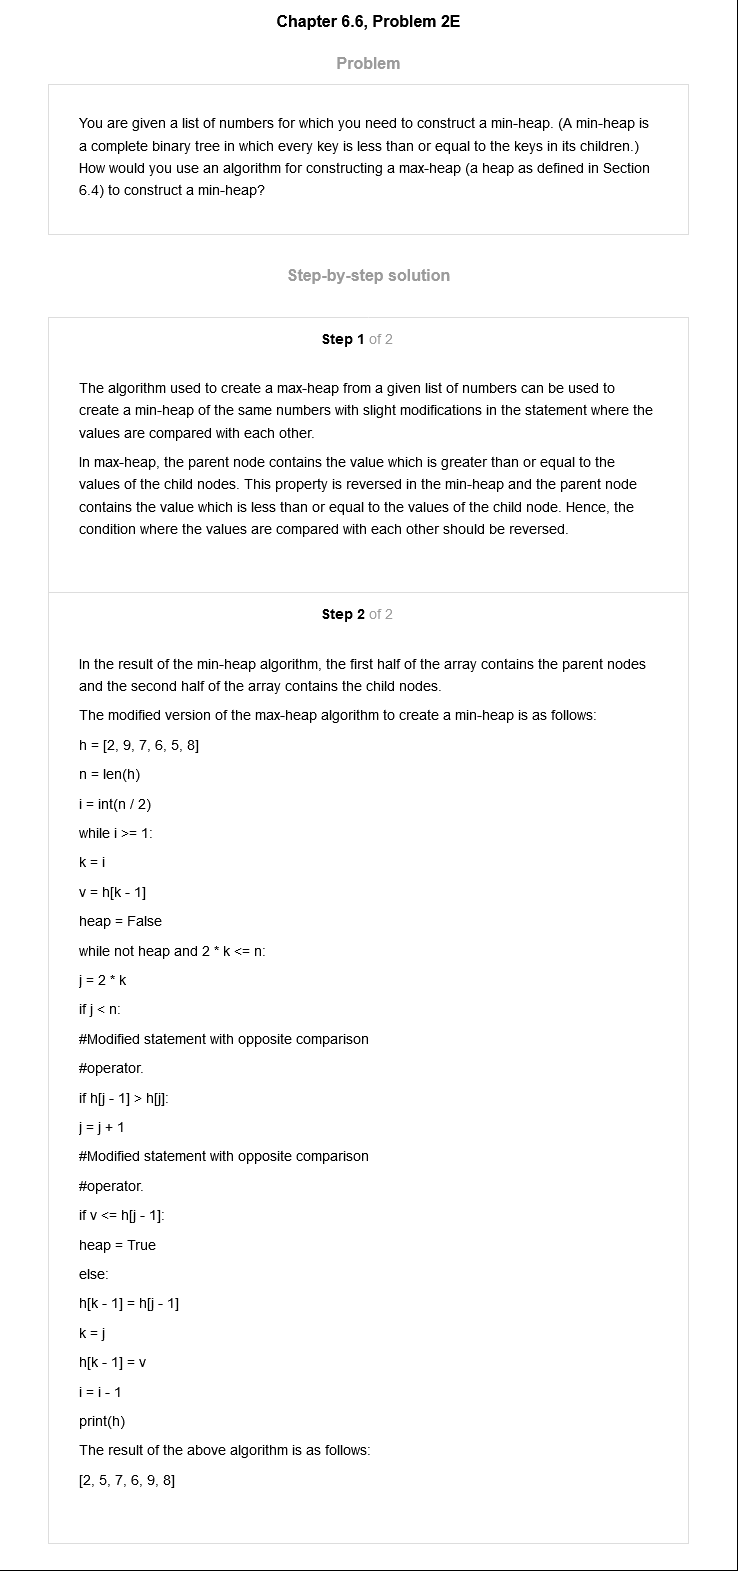 Chapter 6.6, Problem 2E
Problem
You are given a list of numbers for which you need to construct a min-heap. (A min-heap is
a complete binary tree in which every key is less than or equal to the keys in its children.)
How would you use an algorithm for constructing a max-heap (a heap as defined in Section
6.4) to construct a min-heap?
Step-by-step solution
Step 1 of 2
The algorithm used to create a max-heap from a given list of numbers can be used to
create a min-heap of the same numbers with slight modifications in the statement where the
values are compared with each other.
In max-heap, the parent node contains the value which is greater than or equal to the
values of the child nodes. This property is reversed in the min-heap and the parent node
contains the value which is less than or equal to the values of the child node. Hence, the
condition where the values are compared with each other should be reversed.
Step 2 of 2
In the result of the min-heap algorithm, the first half of the array contains the parent nodes
and the second half of the array contains the child nodes.
The modified version of the max-heap algorithm to create a min-heap is as follows:
h = [2, 9, 7, 6, 5, 8]
n = len(h)
i = int(n / 2)
while i >= 1:
k = i
v = h[k - 1]
heap = False
while not heap and 2 * k <= n:
j = 2 * k
if j < n:
#Modified statement with opposite comparison
#operator.
if h[j - 1] > h[j]:
j = j + 1
#Modified statement with opposite comparison
#operator.
if v <= h[j - 1]:
heap = True
else:
h[k - 1] = h[j - 1]
k = j
h[k - 1] = v
i = i - 1
print(h)
The result of the above algorithm is as follows:
[2, 5, 7, 6, 9, 8]